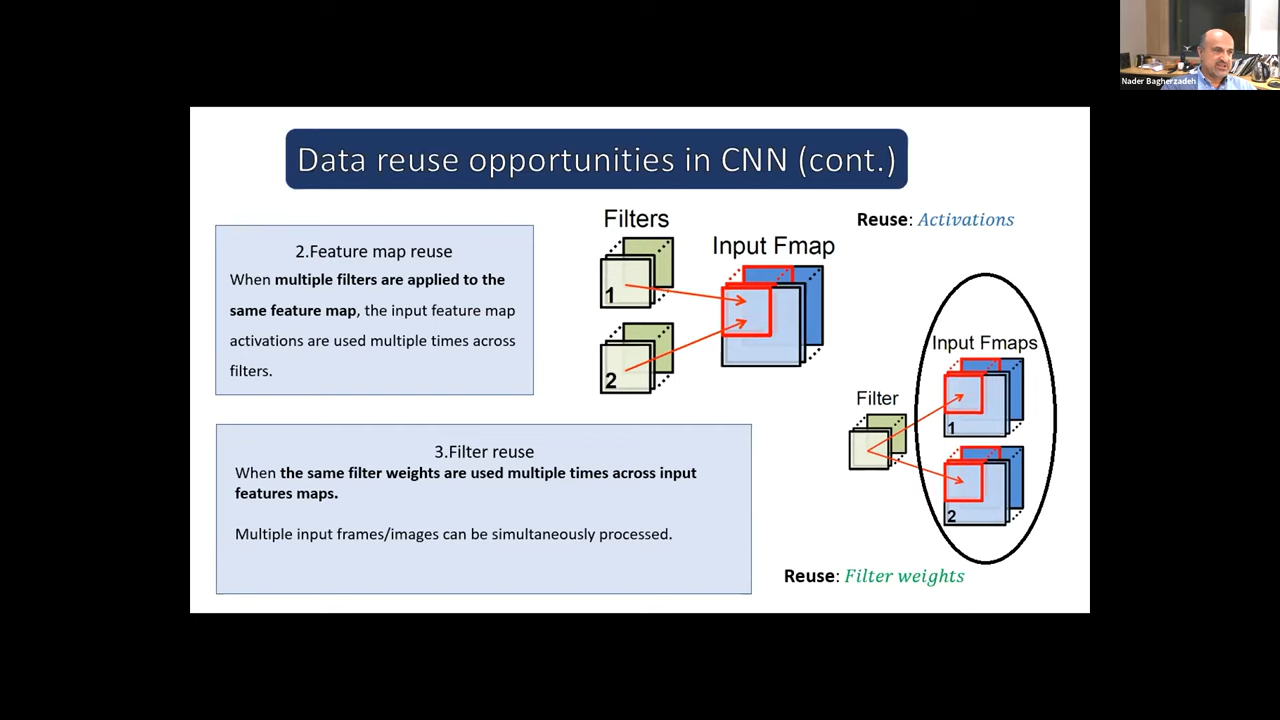 Nader Bagherzadeh
Data reuse opportunities in CNN (cont.)
2.Feature map reuse
When multiple filters are applied to the
same feature map, the input feature map
activations are used multiple times across
filters.
Filters
1
2
Input Fmap
Reuse: Activations
3.Filter reuse
When the same filter weights are used multiple times across input
features maps.
Multiple input frames/images can be simultaneously processed.
Filter
Input Fmaps
1
2
Reuse: Filter weights